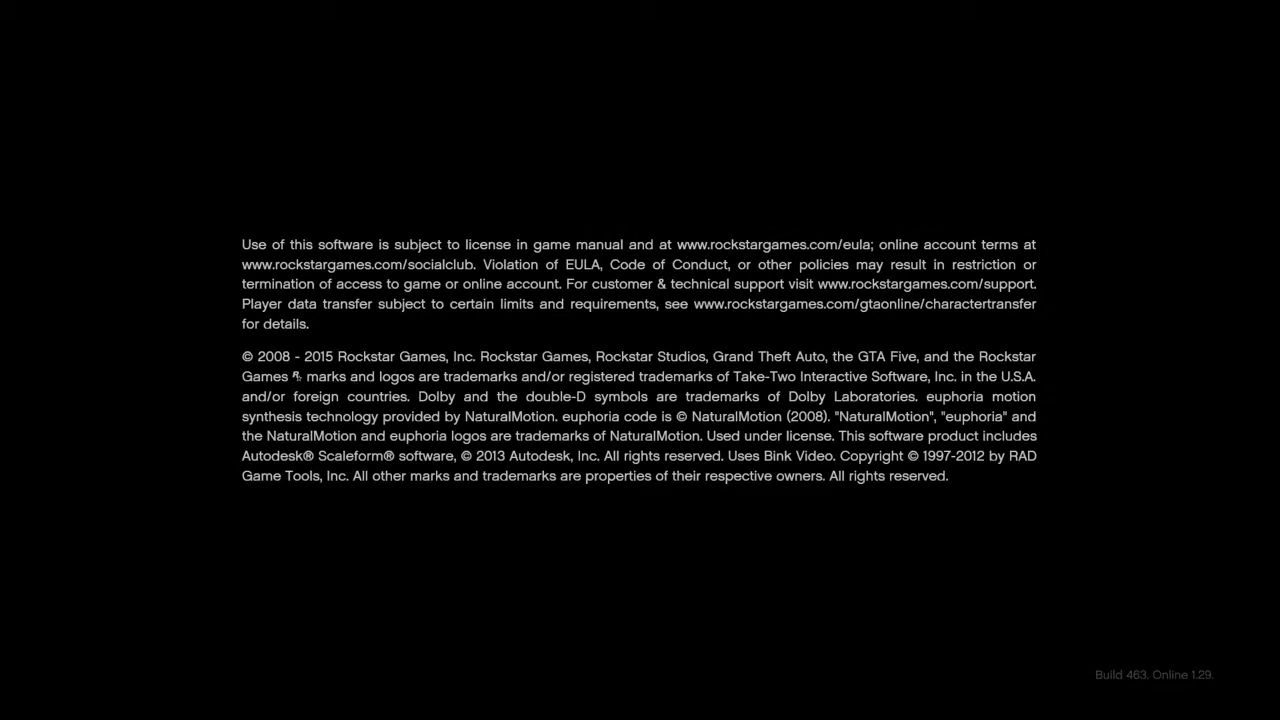 Use of this software is subject to license in game manual and at www.rockstargames.com/eula; online account terms at
www.rockstargames.com/socialclub. Violation of EULA, Code of Conduct, or other policies may result in restriction or
termination of access to game or online account. For customer & technical support visit www.rockstargames.com/support.
Player data transfer subject to certain limits and requirements, see www.rockstargames.com/gtaonline/charactertransfer
for details.
© 2008 - 2015 Rockstar Games, Inc. Rockstar Games, Rockstar Studios, Grand Theft Auto, the GTA Five, and the Rockstar
Games R* marks and logos are trademarks and/or registered trademarks of Take-Two Interactive Software, Inc. in the U.S.A.
and/or foreign countries. Dolby and the double-D symbols are trademarks of Dolby Laboratories. euphoria motion
synthesis technology provided by NaturalMotion. euphoria code is © NaturalMotion (2008). "NaturalMotion", "euphoria" and
the NaturalMotion and euphoria logos are trademarks of NaturalMotion. Used under license. This software product includes
Autodesk® Scaleform® software, © 2013 Autodesk, Inc. All rights reserved. Uses Bink Video. Copyright © 1997-2012 by RAD
Game Tools, Inc. All other marks and trademarks are properties of their respective owners. All rights reserved.
Build 463, Online 1.29.